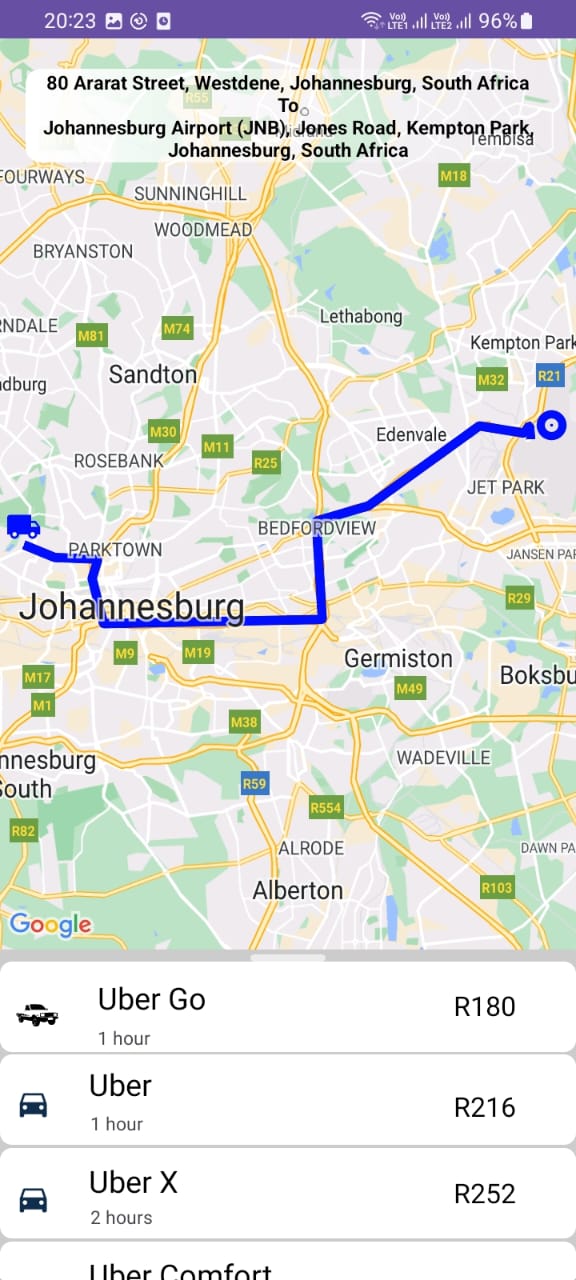 20:23 Vo)) LTE1 Vo)) LTE2 96%
R55
80 Ararat Street, Westdene, Johannesburg, South Africa
To
Johannesburg Airport (JNB), Jones Road, Kempton Park,
Johannesburg, South Africa
Tembisa
M18
FOURWAYS
SUNNINGHILL
WOODMEAD
BRYANSTON
Lethabong
NDALE
M81
M74
Kempton Park
Sandton
M32
R21
dburg
M30
M11
Edenvale
ROSEBANK
R25
JET PARK
BEDFORDVIEW
PARKTOWN
JANSEN PA
Johannesburg
R29
M9
M19
Germiston
M17
Boksbu
M49
M1
M38
nnesburg
South
WADEVILLE
R59
R554
R82
ALRODE
DAWN PA
Alberton
R103
Google
Uber Go
R180
1 hour
Uber
R216
1 hour
Uber X
R252
2 hours
Uber Comfort